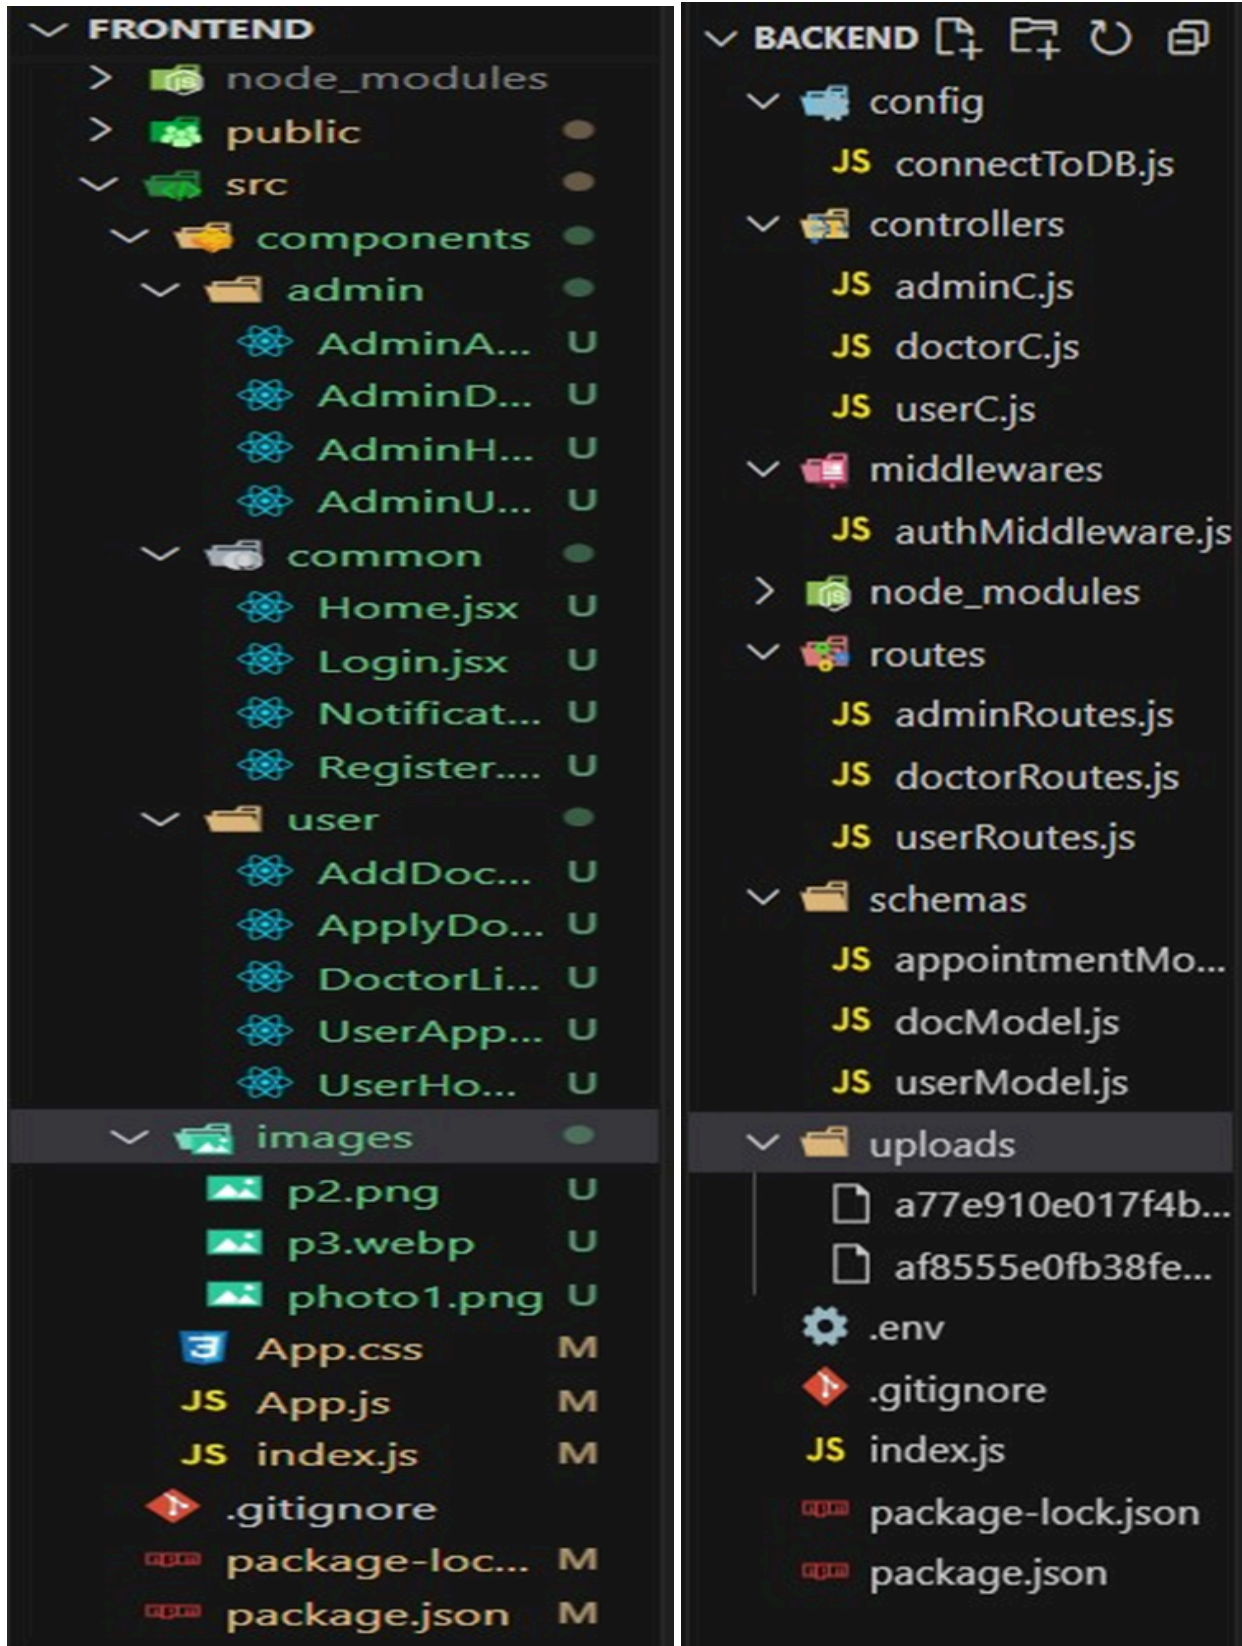 FRONTEND
node_modules
public
src
components
admin
AdminA... U
AdminD... U
AdminH... U
AdminU... U
common
Home.jsx U
Login.jsx U
Notificat... U
Register.... U
user
AddDoc... U
ApplyDo... U
DoctorLi... U
UserApp... U
UserHo... U
images
p2.png U
p3.webp U
photo1.png U
App.css M
JS App.js M
JS index.js M
.gitignore
package-loc... M
package.json M
BACKEND
config
JS connectToDB.js
controllers
JS adminC.js
JS doctorC.js
JS userC.js
middlewares
JS authMiddleware.js
node_modules
routes
JS adminRoutes.js
JS doctorRoutes.js
JS userRoutes.js
schemas
JS appointmentMo...
JS docModel.js
JS userModel.js
uploads
a77e910e017f4b...
af8555e0fb38fe...
.env
.gitignore
JS index.js
package-lock.json
package.json